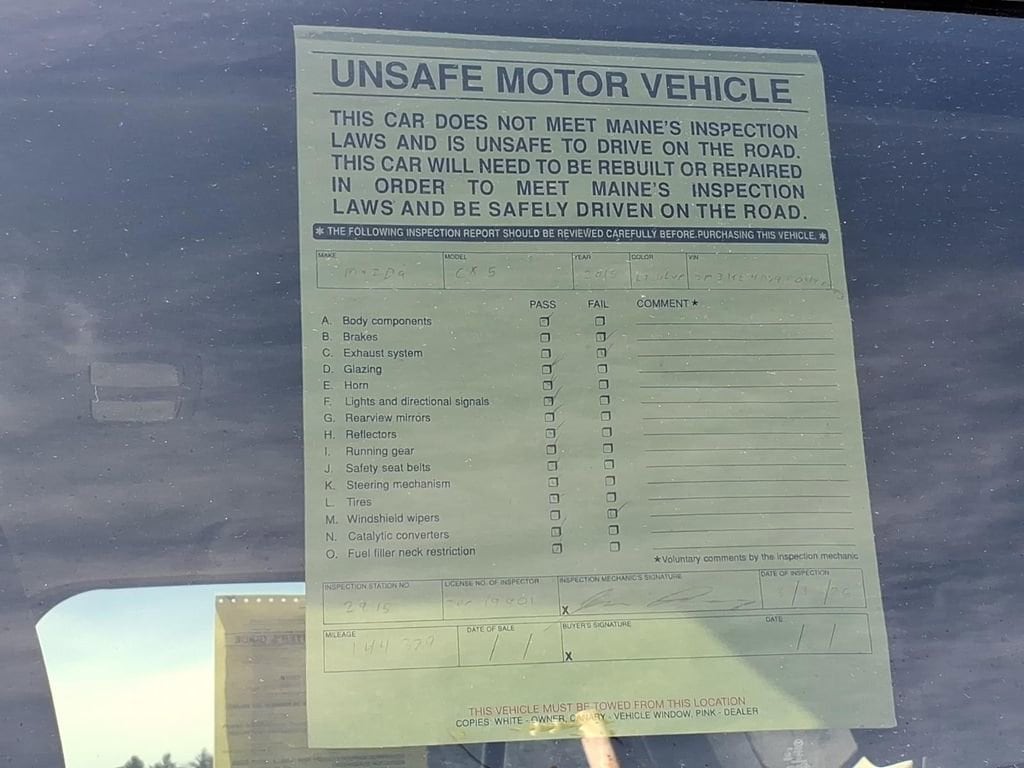 UNSAFE MOTOR VEHICLE
THIS CAR DOES NOT MEET MAINE'S INSPECTION
LAWS AND IS UNSAFE TO DRIVE ON THE ROAD.
THIS CAR WILL NEED TO BE REBUILT OR REPAIRED
IN ORDER TO MEET MAINE'S INSPECTION
LAWS AND BE SAFELY DRIVEN ON THE ROAD.
* THE FOLLOWING INSPECTION REPORT SHOULD BE REVIEWED CAREFULLY BEFORE PURCHASING THIS VEHICLE. *
MAKE MODEL YEAR COLOR VIN
MAZDA CX5 2015
PASS FAIL COMMENT *
A. Body components
B. Brakes
C. Exhaust system
D. Glazing
E. Horn
F. Lights and directional signals
G. Rearview mirrors
H. Reflectors
I. Running gear
J. Safety seat belts
K. Steering mechanism
L. Tires
M. Windshield wipers
N. Catalytic converters
O. Fuel filler neck restriction
*Voluntary comments by the inspection mechanic
INSPECTION STATION NO. LICENSE NO. OF INSPECTOR INSPECTION MECHANIC'S SIGNATURE DATE OF INSPECTION
2915 X
MILEAGE DATE OF SALE BUYER'S SIGNATURE DATE
144 / / X / /
THIS VEHICLE MUST BE TOWED FROM THIS LOCATION
COPIES: WHITE - OWNER, CANARY - VEHICLE WINDOW, PINK - DEALER